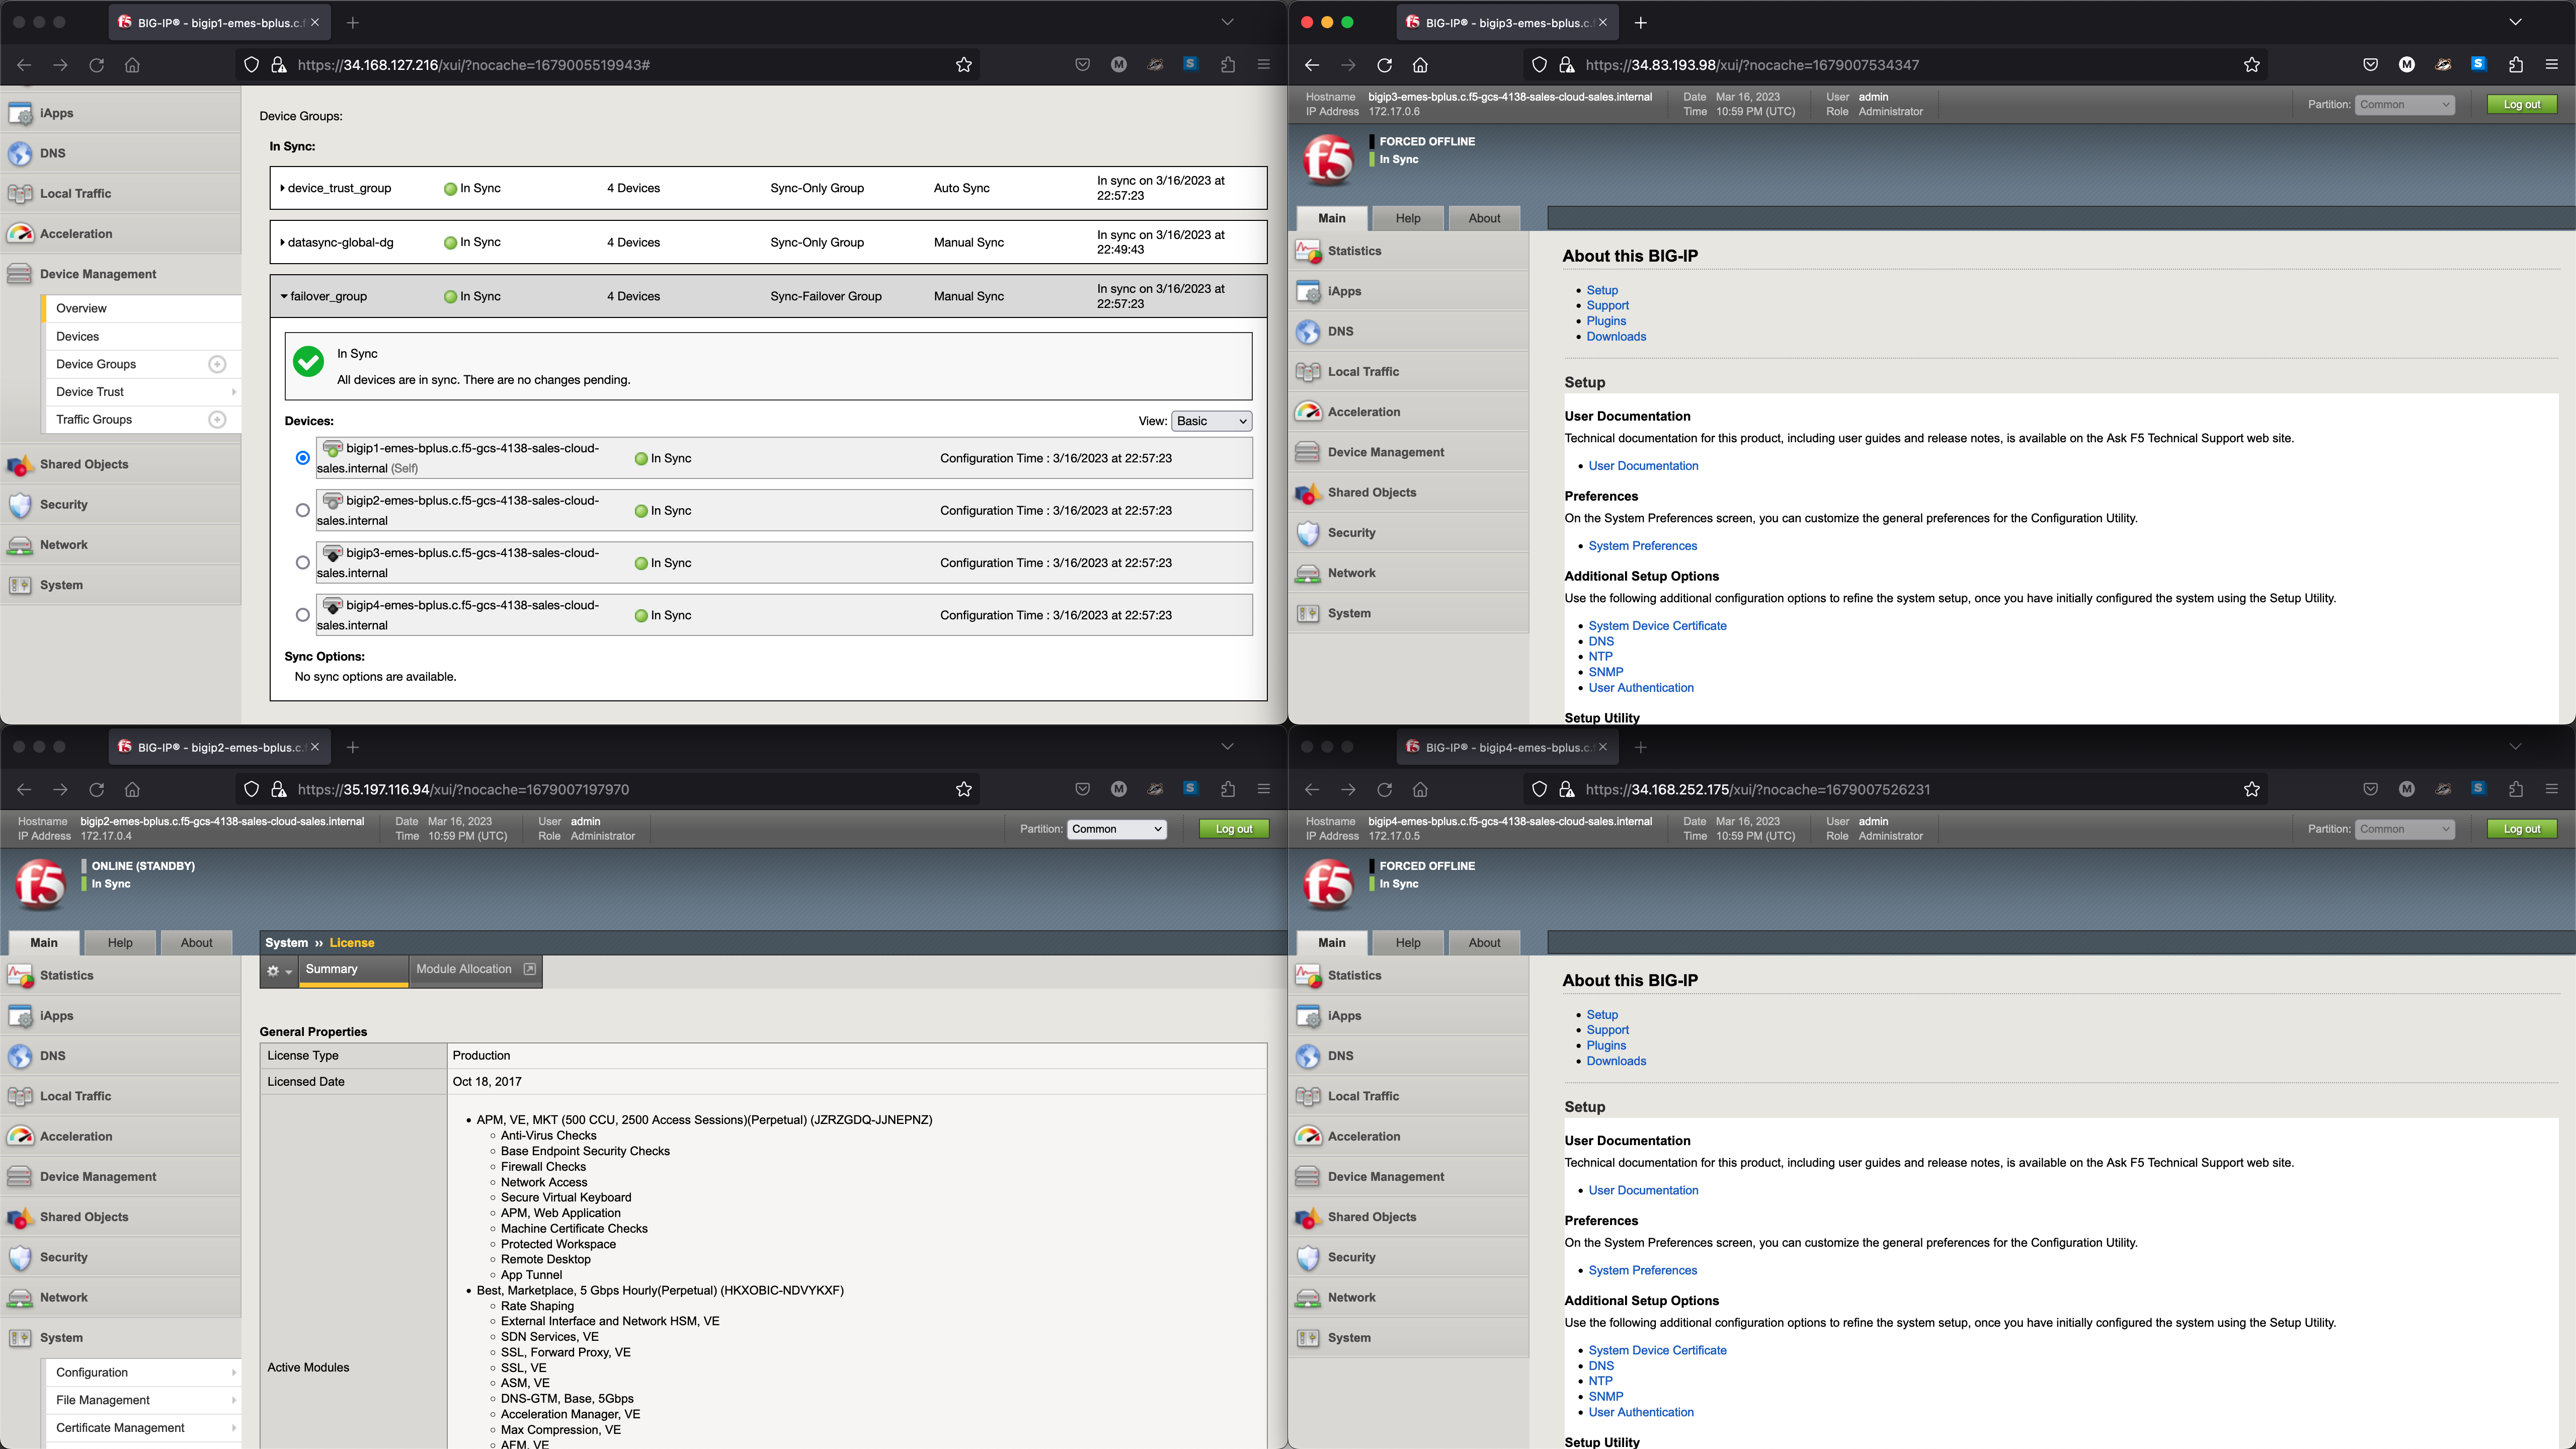 BIG-IP® - bigip1-emes-bplus.c.f
https://34.168.127.216/xui/?nocache=1679005519943#
iApps
DNS
Local Traffic
Acceleration
Device Management
Overview
Devices
Device Groups
Device Trust
Traffic Groups
Shared Objects
Security
Network
System
Device Groups:
In Sync:
device_trust_group In Sync 4 Devices Sync-Only Group Auto Sync In sync on 3/16/2023 at
22:57:23
datasync-global-dg In Sync 4 Devices Sync-Only Group Manual Sync In sync on 3/16/2023 at
22:49:43
failover_group In Sync 4 Devices Sync-Failover Group Manual Sync In sync on 3/16/2023 at
22:57:23
In Sync
All devices are in sync. There are no changes pending.
Devices: View: Basic
bigip1-emes-bplus.c.f5-gcs-4138-sales-cloud-
sales.internal (Self) In Sync Configuration Time : 3/16/2023 at 22:57:23
bigip2-emes-bplus.c.f5-gcs-4138-sales-cloud-
sales.internal In Sync Configuration Time : 3/16/2023 at 22:57:23
bigip3-emes-bplus.c.f5-gcs-4138-sales-cloud-
sales.internal In Sync Configuration Time : 3/16/2023 at 22:57:23
bigip4-emes-bplus.c.f5-gcs-4138-sales-cloud-
sales.internal In Sync Configuration Time : 3/16/2023 at 22:57:23
Sync Options:
No sync options are available.
BIG-IP® - bigip3-emes-bplus.c.f
https://34.83.193.98/xui/?nocache=1679007534347
Hostname bigip3-emes-bplus.c.f5-gcs-4138-sales-cloud-sales.internal Date Mar 16, 2023 User admin
IP Address 172.17.0.6 Time 10:59 PM (UTC) Role Administrator
Partition: Common Log out
f5
FORCED OFFLINE
In Sync
Main Help About
Statistics
iApps
DNS
Local Traffic
Acceleration
Device Management
Shared Objects
Security
Network
System
About this BIG-IP
Setup
Support
Plugins
Downloads
Setup
User Documentation
Technical documentation for this product, including user guides and release notes, is available on the Ask F5 Technical Support web site.
User Documentation
Preferences
On the System Preferences screen, you can customize the general preferences for the Configuration Utility.
System Preferences
Additional Setup Options
Use the following additional configuration options to refine the system setup, once you have initially configured the system using the Setup Utility.
System Device Certificate
DNS
NTP
SNMP
User Authentication
Setup Utility
BIG-IP® - bigip2-emes-bplus.c.f
https://35.197.116.94/xui/?nocache=1679007197970
Hostname bigip2-emes-bplus.c.f5-gcs-4138-sales-cloud-sales.internal Date Mar 16, 2023 User admin
IP Address 172.17.0.4 Time 10:59 PM (UTC) Role Administrator
Partition: Common Log out
f5
ONLINE (STANDBY)
In Sync
Main Help About
Statistics
iApps
DNS
Local Traffic
Acceleration
Device Management
Shared Objects
Security
Network
System
Configuration
File Management
Certificate Management
System ›› License
Summary Module Allocation
General Properties
License Type Production
Licensed Date Oct 18, 2017
Active Modules
APM, VE, MKT (500 CCU, 2500 Access Sessions)(Perpetual) (JZRZGDQ-JJNEPNZ)
Anti-Virus Checks
Base Endpoint Security Checks
Firewall Checks
Network Access
Secure Virtual Keyboard
APM, Web Application
Machine Certificate Checks
Protected Workspace
Remote Desktop
App Tunnel
Best, Marketplace, 5 Gbps Hourly(Perpetual) (HKXOBIC-NDVYKXF)
Rate Shaping
External Interface and Network HSM, VE
SDN Services, VE
SSL, Forward Proxy, VE
SSL, VE
ASM, VE
DNS-GTM, Base, 5Gbps
Acceleration Manager, VE
Max Compression, VE
AFM, VE
BIG-IP® - bigip4-emes-bplus.c.f
https://34.168.252.175/xui/?nocache=1679007526231
Hostname bigip4-emes-bplus.c.f5-gcs-4138-sales-cloud-sales.internal Date Mar 16, 2023 User admin
IP Address 172.17.0.5 Time 10:59 PM (UTC) Role Administrator
Partition: Common Log out
f5
FORCED OFFLINE
In Sync
Main Help About
Statistics
iApps
DNS
Local Traffic
Acceleration
Device Management
Shared Objects
Security
Network
System
About this BIG-IP
Setup
Support
Plugins
Downloads
Setup
User Documentation
Technical documentation for this product, including user guides and release notes, is available on the Ask F5 Technical Support web site.
User Documentation
Preferences
On the System Preferences screen, you can customize the general preferences for the Configuration Utility.
System Preferences
Additional Setup Options
Use the following additional configuration options to refine the system setup, once you have initially configured the system using the Setup Utility.
System Device Certificate
DNS
NTP
SNMP
User Authentication
Setup Utility